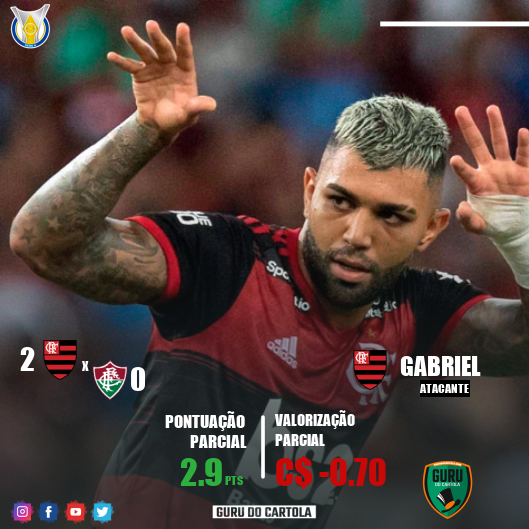 2 x 0
GABRIEL
ATACANTE
PONTUAÇÃO
PARCIAL
2.9 PTS
VALORIZAÇÃO
PARCIAL
C$ -0.70
GURU DO CARTOLA
GURU
DO CARTOLA
adidas